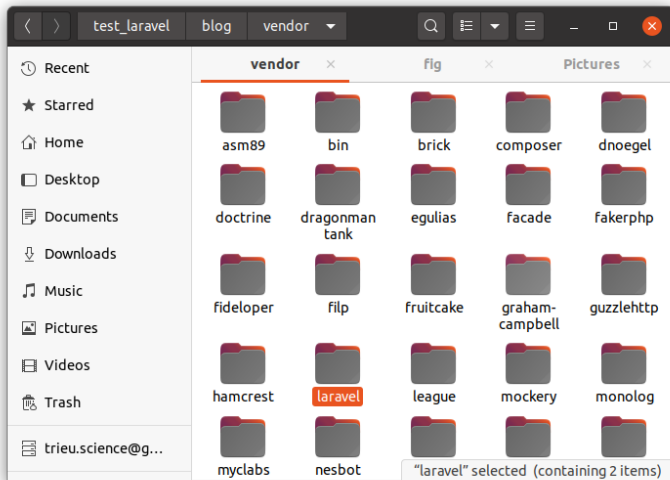 test_laravel blog vendor
Recent
Starred
Home
Desktop
Documents
Downloads
Music
Pictures
Videos
Trash
trieu.science@g...
vendor fig Pictures
asm89 bin brick composer dnoegel
doctrine dragonman egulias facade fakerphp
tank
fideloper filp fruitcake graham- guzzlehttp
campbell
hamcrest laravel league mockery monolog
myclabs nesbot
“laravel” selected (containing 2 items)